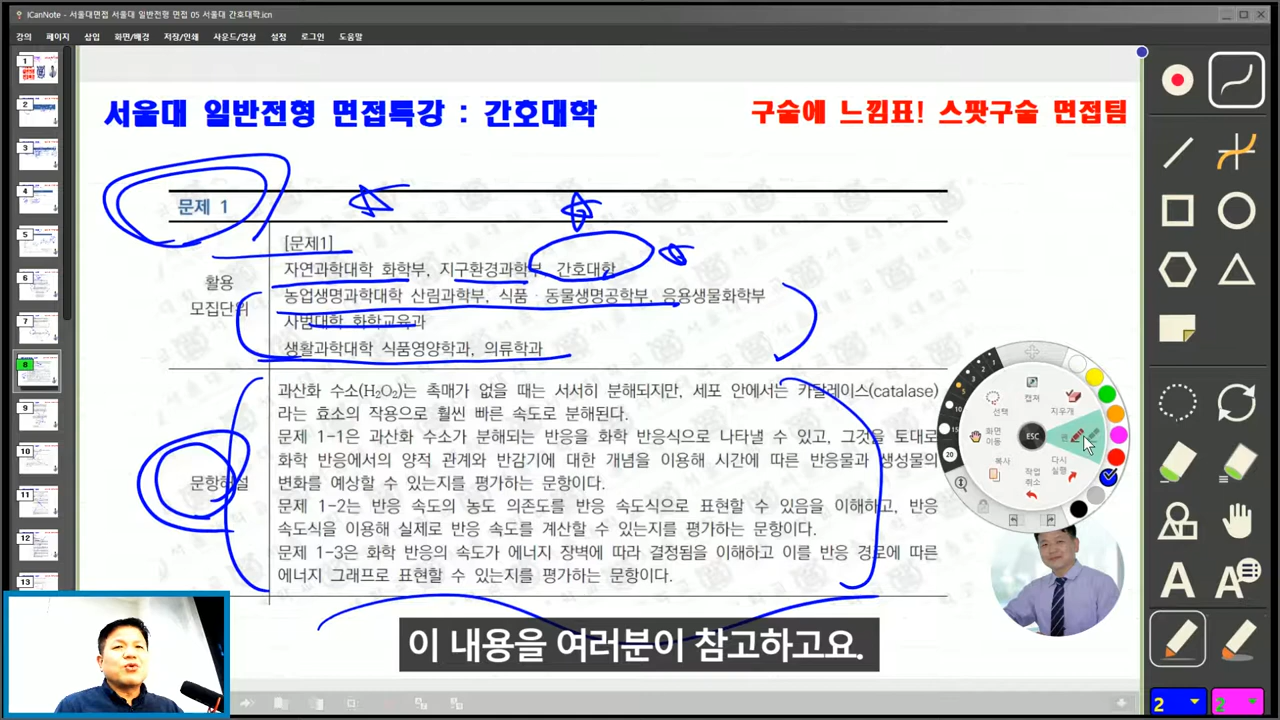 ICanNote - 서울대면접 서울대 일반전형 면접 05 서울대 간호대학.icn
강의 페이지 삽입 화면/배경 저장/인쇄 사운드/영상 설정 로그인 도움말
서울대 일반전형 면접특강 : 간호대학
구술에 느낌표! 스팟구술 면접팀
문제 1
활용
모집단위
[문제1]
자연과학대학 화학부, 지구환경과학부 간호대학
농업생명과학대학 산림과학부, 식품·동물생명공학부, 응용생물화학부
사범대학 화학교육과
생활과학대학 식품영양학과, 의류학과
문항해설
과산화 수소(H₂O₂)는 촉매가 없을 때는 서서히 분해되지만, 세포 안에서는 카탈레이스(catalase)
라는 효소의 작용으로 훨씬 빠른 속도로 분해된다.
문제 1-1은 과산화 수소가 분해되는 반응을 화학 반응식으로 나타낼 수 있고, 그것을 토대로
화학 반응에서의 양적 관계와 반감기에 대한 개념을 이용해 시간에 따른 반응물과 생성물의
변화를 예상할 수 있는지를 평가하는 문항이다.
문제 1-2는 반응 속도의 농도 의존도를 반응 속도식으로 표현할 수 있음을 이해하고, 반응
속도식을 이용해 실제로 반응 속도를 계산할 수 있는지를 평가하는 문항이다.
문제 1-3은 화학 반응의 속도가 에너지 장벽에 따라 결정됨을 이해하고 이를 반응 경로에 따른
에너지 그래프로 표현할 수 있는지를 평가하는 문항이다.
이 내용을 여러분이 참고하고요.
1
2
3
4
5
6
7
8
9
10
11
12
13
캡쳐
선택
지우개
화면
이동
펜
ESC
복사
작업
취소
다시
실행
1
2
3
5
10
15
20
A
A
2
2